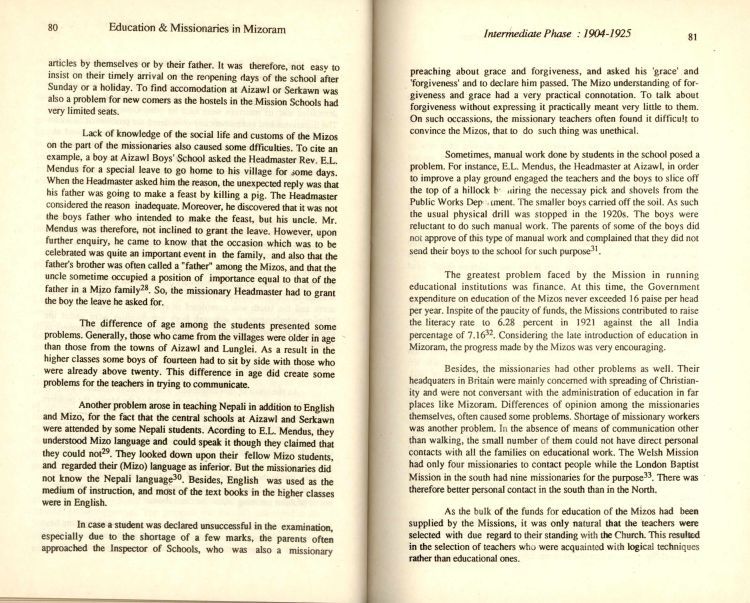 80
Education & Missionaries in Mizoram
articles by themselves or by their father. It was therefore, not easy to
insist on their timely arrival on the reopening days of the school after
Sunday or a holiday. To find accomodation at Aizawl or Serkawn was
also a problem for new comers as the hostels in the Mission Schools had
very limited seats.
Lack of knowledge of the social life and customs of the Mizos
on the part of the missionaries also caused some dfficulties. To cite an
example, a boy at Aizawl Boys' School asked the Headmaster Rev. E.L.
Mendus for a special leave to go home to his village for some days.
When the Headmaster asked him the reason, the unexpected reply was that
his father was going to make a feast by killing a pig. The Headmaster
considered the reason inadequate. Moreover, he discovered that it was not
the boys father who intended to make the feast, but his uncle. Mr.
Mendus was therefore, not inclined to grant the leave. However, upon
further enquiry, he came to know that the occasion which was to be
celebrated was quite an important event in the family, and also that the
father's brother was often called a "father" among the Mizos, and that the
uncle sometime occupied a position of importance equal to that of the
father in a Mizo family28. So, the missionary Headmaster had to grant
the boy the leave he asked for.
The difference of age among the students presented some
problems. Generally, those who came from the villages were older in age
than those from the towns of Aizawl and Lunglei. As a result in the
higher classes some boys of fourteen had to sit by side with those who
were already above twenty. This difference in age did create some
problems for the teachers in trying to communicate.
Another problem arose in teaching Nepali in addition to English
and Mizo, for the fact that the central schools at Aizawl and Serkawn
were attended by some Nepali students. Acording to E.L. Mendus, they
understood Mizo language and could speak it though they claimed that
they could not29. They looked down upon their fellow Mizo students,
and regarded their (Mizo) language as inferior. But the missionaries did
not know the Nepali language30. Besides, English was used as the
medium of instruction, and most of the text books in the higher classes
were in English.
In case a student was declared unsuccessful in the examination,
especially due to the shortage of a few marks, the parents often
approached the Inspector of Schools, who was also a missionary
Intermediate Phase : 1904-1925
81
preaching about grace and forgiveness, and asked his 'grace' and
'forgiveness' and to declare him passed. The Mizo understanding of for-
giveness and grace had a very practical connotation. To talk about
forgiveness without expressing it practically meant very little to them.
On such occassions, the missionary teachers often found it difficult to
convince the Mizos, that to do such thing was unethical.
Sometimes, manual work done by students in the school posed a
problem. For instance, E.L. Mendus, the Headmaster at Aizawl, in order
to improve a play ground engaged the teachers and the boys to slice off
the top of a hillock the necessay pick and shovels from the
Public Works The smaller boys carried off the soil. As such
the usual physical drill was stopped in the 1920s. The boys were
reluctant to do such manual work. The parents of some of the boys did
not approve of this type of manual work and complained that they did not
send their boys to the school for such purpose31.
The greatest problem faced by the Mission in running
educational institutions was finance. At this time, the Government
expenditure on education of the Mizos never exceeded 16 paise per head
per year. Inspite of the paucity of funds, the Missions contributed to raise
the literacy rate to 6.28 percent in 1921 against the all India
percentage of 7.1632. Considering the late introduction of education in
Mizoram, the progress made by the Mizos was very encouraging.
Besides, the missionaries had other problems as well. Their
headquaters in Britain were mainly concerned with spreading of Christian-
ity and were not conversant with the administration of education in far
places like Mizoram. Differences of opinion among the missionaries
themselves, often caused some problems. Shortage of missionary workers
was another problem. In the absence of means of communication other
than walking, the small number of them could not have direct personal
contacts with all the families on educational work. The Welsh Mission
had only four missionaries to contact people while the London Baptist
Mission in the south had nine missionaries for the purpose33. There was
therefore better personal contact in the south than in the North.
As the bulk of the funds for education of the Mizos had been
supplied by the Missions, it was only natural that the teachers were
selected with due regard to their standing with the Church. This resulted
in the selection of teachers who were acquainted with logical techniques
rather than educational ones.